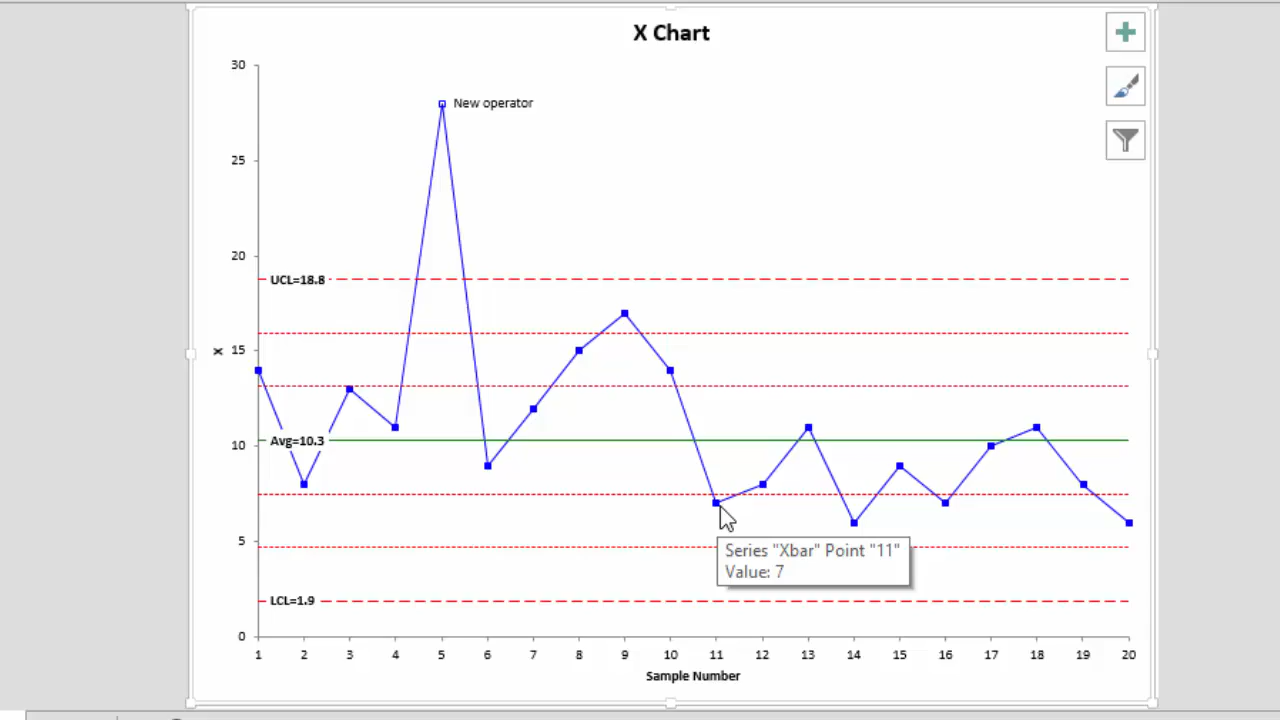 X Chart
30
New operator
25
20
UCL=18.8
X
15
Avg=10.3
10
5
Series "Xbar" Point "11"
Value: 7
LCL=1.9
0
1 2 3 4 5 6 7 8 9 10 11 12 13 14 15 16 17 18 19 20
Sample Number